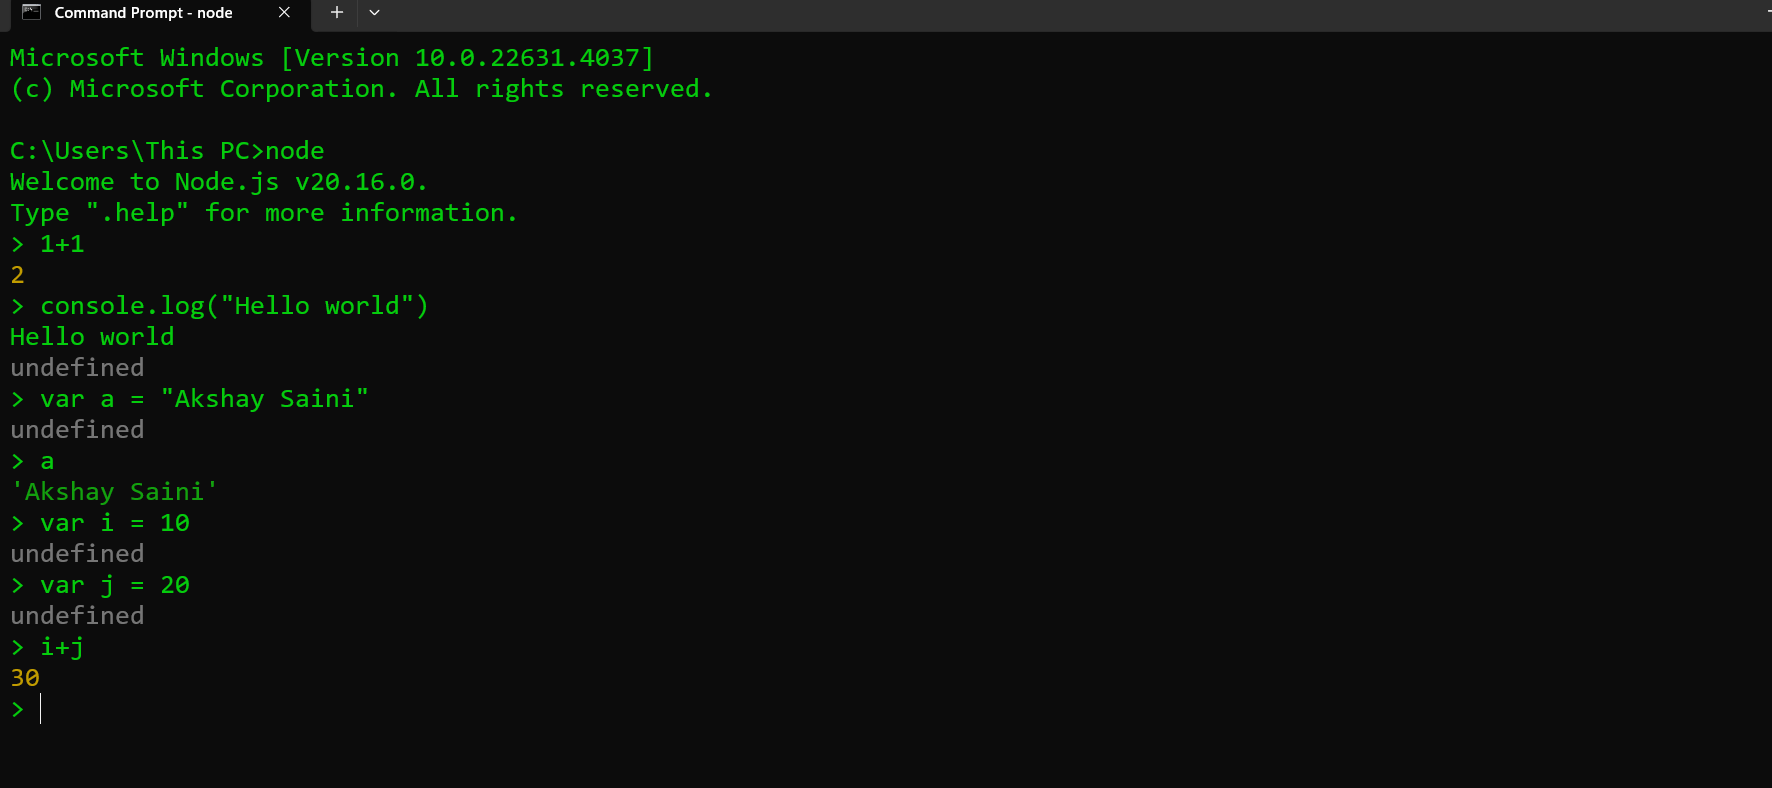 Command Prompt - node
Microsoft Windows [Version 10.0.22631.4037]
(c) Microsoft Corporation. All rights reserved.
C:\Users\This PC>node
Welcome to Node.js v20.16.0.
Type ".help" for more information.
> 1+1
2
> console.log("Hello world")
Hello world
undefined
> var a = "Akshay Saini"
undefined
> a
'Akshay Saini'
> var i = 10
undefined
> var j = 20
undefined
> i+j
30
>